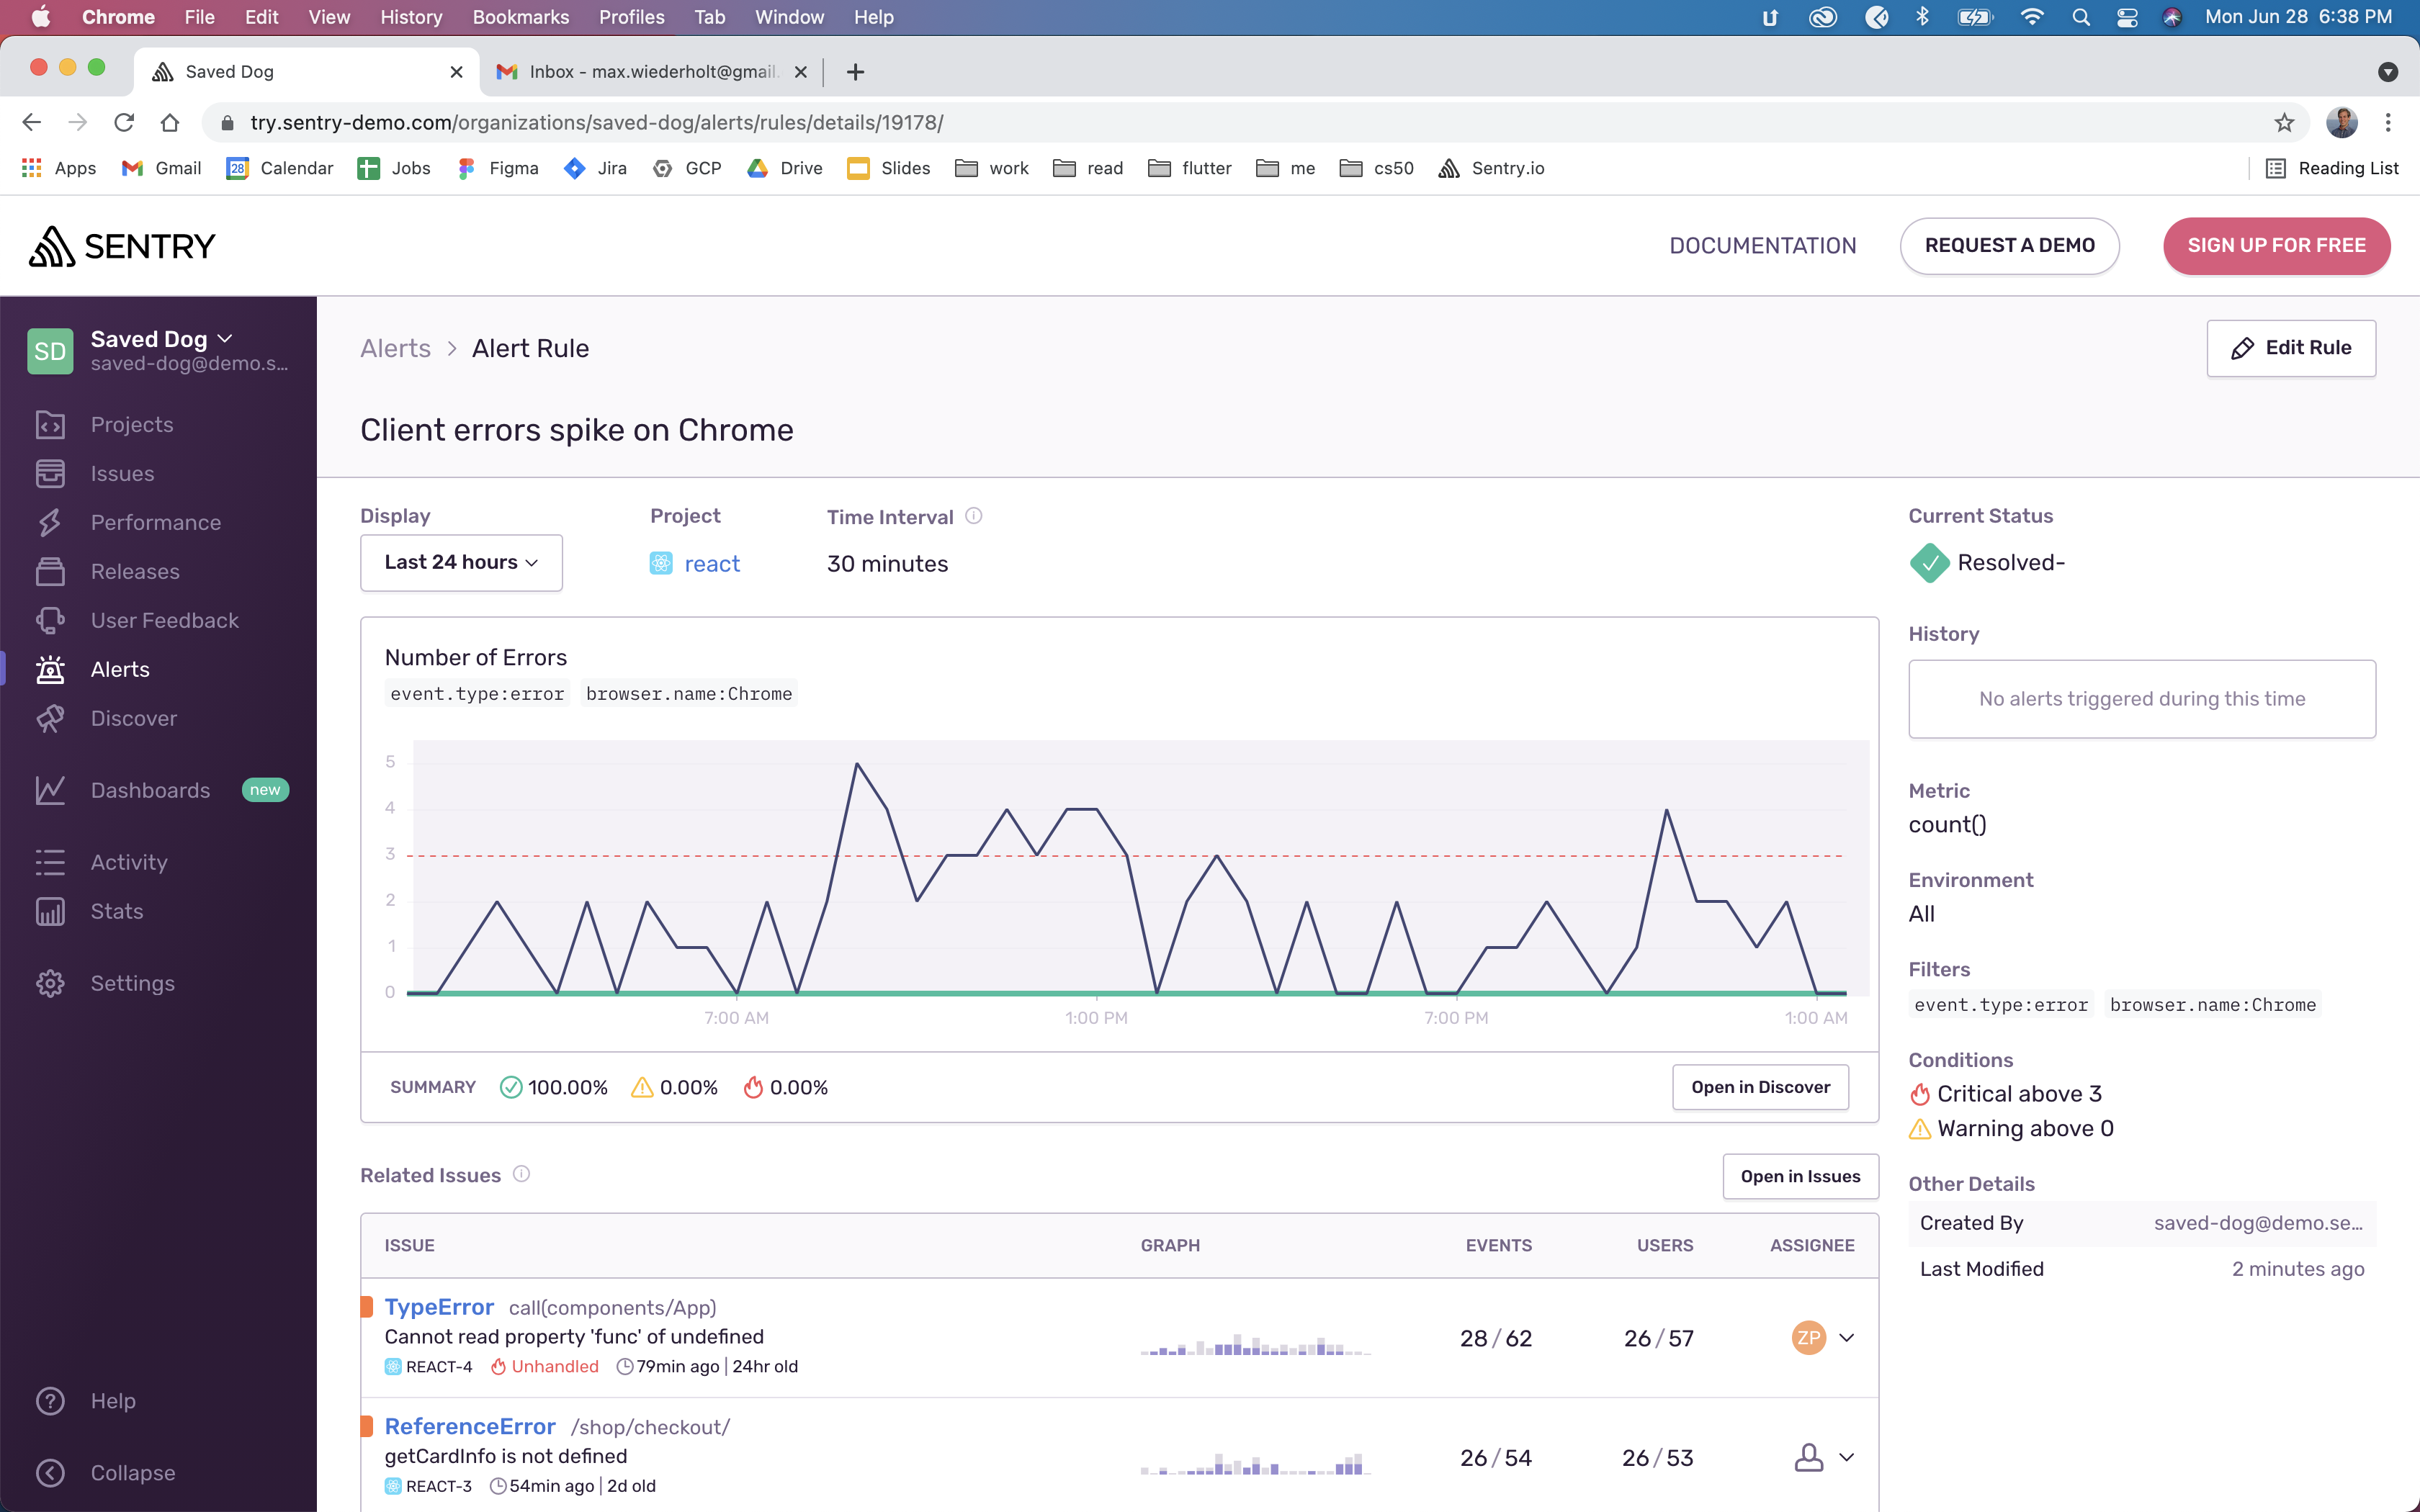 Chrome File Edit View History Bookmarks Profiles Tab Window Help Mon Jun 28 6:38 PM
Saved Dog Inbox - max.wiederholt@gmail.
try.sentry-demo.com/organizations/saved-dog/alerts/rules/details/19178/
Apps Gmail 28 Calendar Jobs Figma Jira GCP Drive Slides work read flutter me cs50 Sentry.io Reading List
SENTRY DOCUMENTATION REQUEST A DEMO SIGN UP FOR FREE
SD Saved Dog
saved-dog@demo.s...
Projects
Issues
Performance
Releases
User Feedback
Alerts
Discover
Dashboards new
Activity
Stats
Settings
Help
Collapse
Alerts > Alert Rule
Edit Rule
Client errors spike on Chrome
Display Project Time Interval
Last 24 hours react 30 minutes
Number of Errors
event.type:error browser.name:Chrome
5
4
3
2
1
0
7:00 AM 1:00 PM 7:00 PM 1:00 AM
SUMMARY 100.00% 0.00% 0.00% Open in Discover
Related Issues Open in Issues
ISSUE GRAPH EVENTS USERS ASSIGNEE
TypeError call(components/App)
Cannot read property 'func' of undefined
28/62 26/57 ZP
REACT-4 Unhandled 79min ago | 24hr old
ReferenceError /shop/checkout/
getCardInfo is not defined
26/54 26/53
REACT-3 54min ago | 2d old
Current Status
Resolved-
History
No alerts triggered during this time
Metric
count()
Environment
All
Filters
event.type:error browser.name:Chrome
Conditions
Critical above 3
Warning above 0
Other Details
Created By saved-dog@demo.se...
Last Modified 2 minutes ago